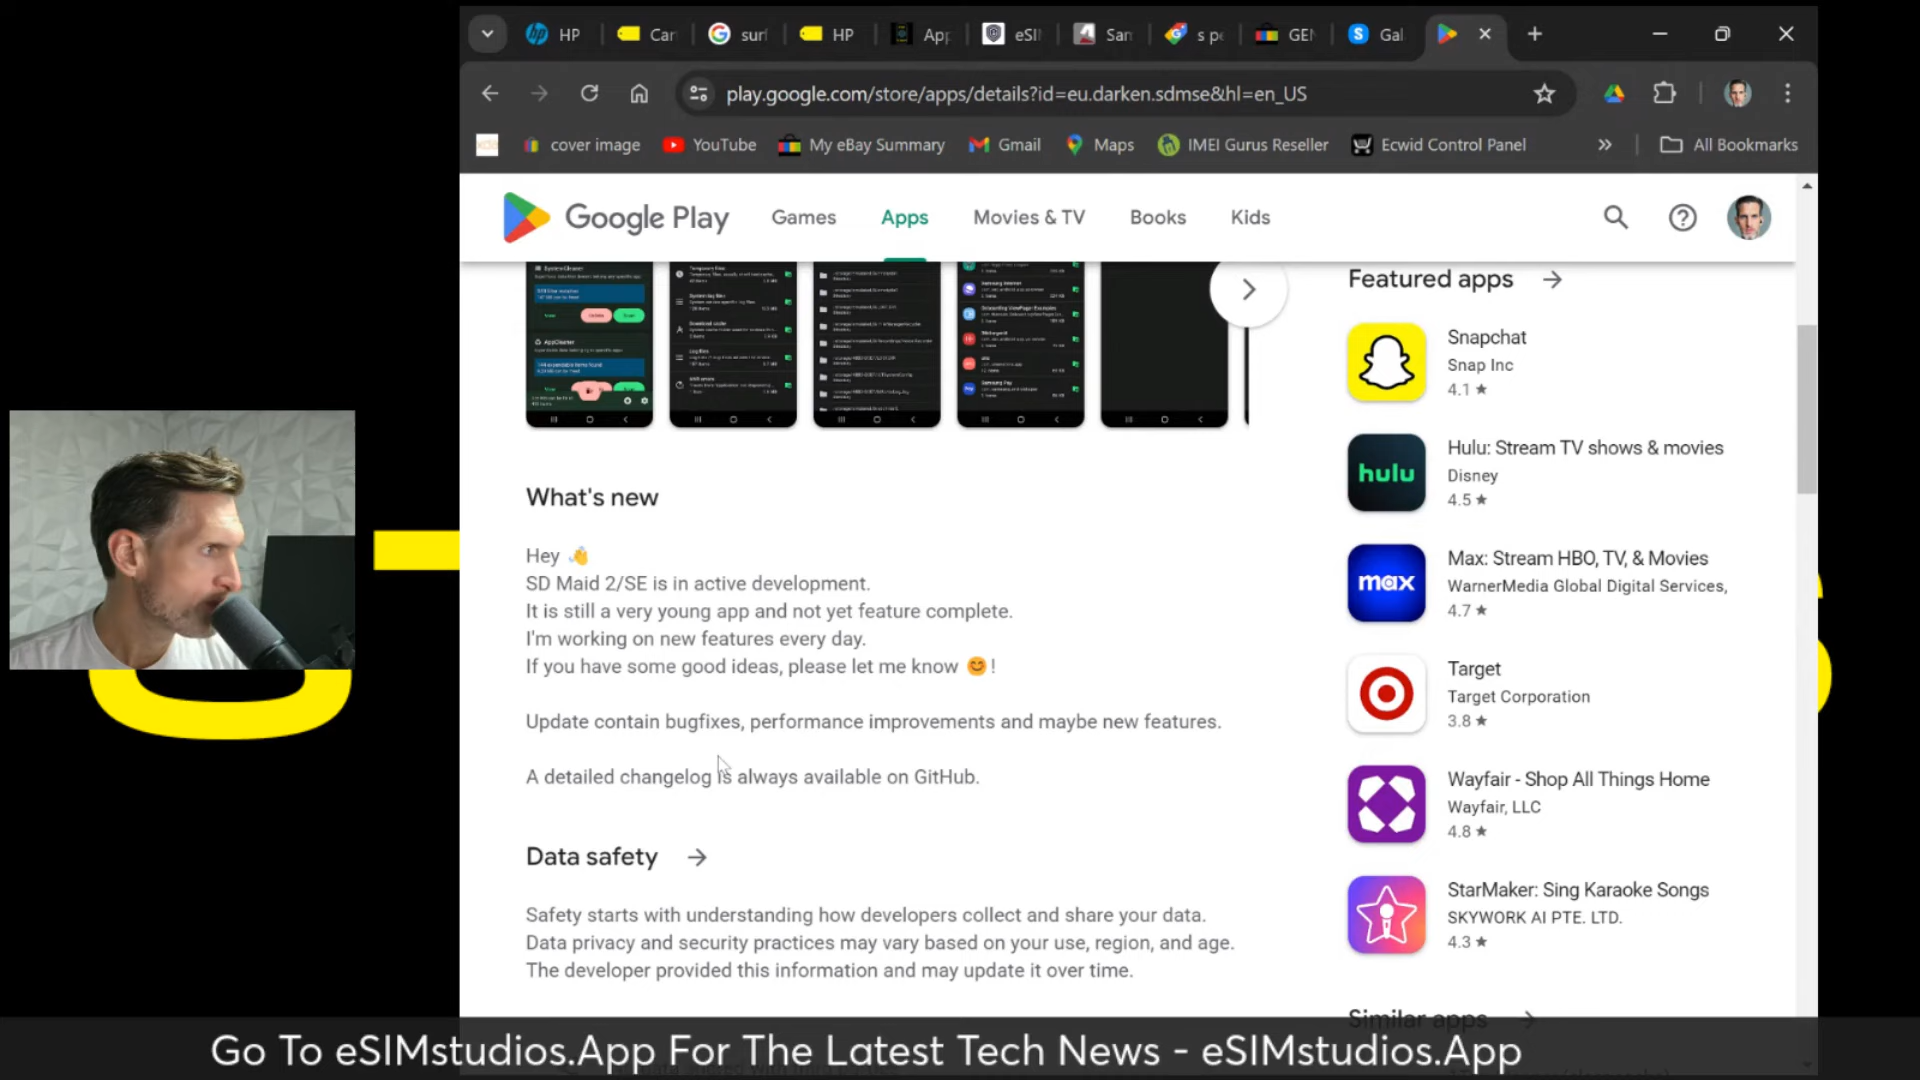 HP
Car
surf
HP
App
eSIM
Sam
s pe
GEN
Gal
play.google.com/store/apps/details?id=eu.darken.sdmse&hl=en_US
cover image
YouTube
My eBay Summary
Gmail
Maps
IMEI Gurus Reseller
Ecwid Control Panel
All Bookmarks
Google Play
Games
Apps
Movies & TV
Books
Kids
What's new
Hey 👋
SD Maid 2/SE is in active development.
It is still a very young app and not yet feature complete.
I'm working on new features every day.
If you have some good ideas, please let me know 😊 !
Update contain bugfixes, performance improvements and maybe new features.
A detailed changelog is always available on GitHub.
Data safety
Safety starts with understanding how developers collect and share your data.
Data privacy and security practices may vary based on your use, region, and age.
The developer provided this information and may update it over time.
Featured apps
Snapchat
Snap Inc
4.1 ★
hulu
Hulu: Stream TV shows & movies
Disney
4.5 ★
max
Max: Stream HBO, TV, & Movies
WarnerMedia Global Digital Services,
4.7 ★
Target
Target Corporation
3.8 ★
Wayfair - Shop All Things Home
Wayfair, LLC
4.8 ★
StarMaker: Sing Karaoke Songs
SKYWORK AI PTE. LTD.
4.3 ★
Similar apps
Go To eSIMstudios.App For The Latest Tech News - eSIMstudios.App